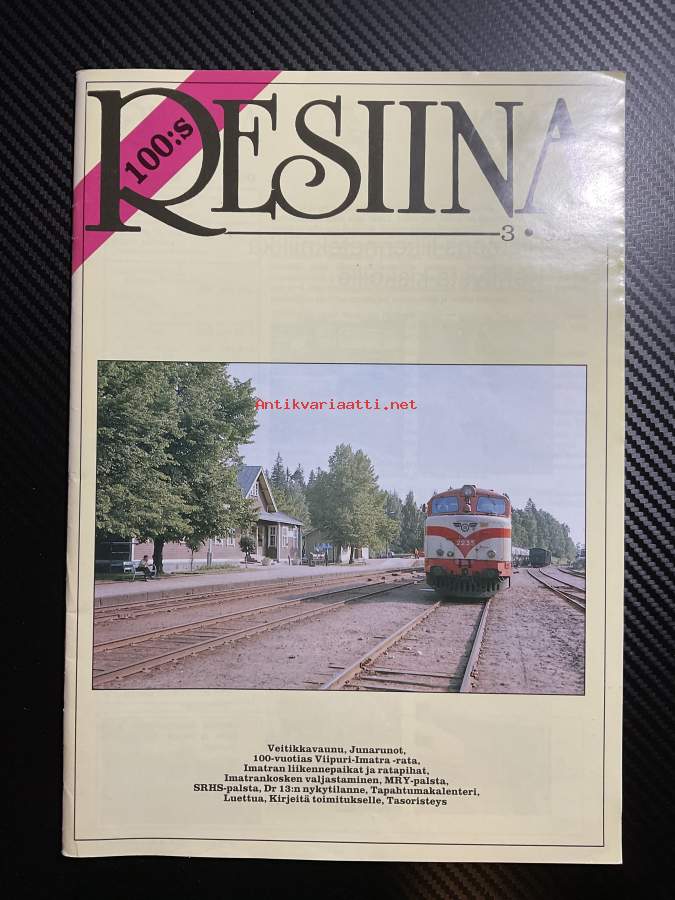 100:s
RESIINA
3 •
Antikvariaatti.net
2235
Veitikkavaunu, Junarunot,
100-vuotias Viipuri-Imatra -rata,
Imatran liikennepaikat ja ratapihat,
Imatrankosken valjastaminen, MRY-palsta,
SRHS-palsta, Dr 13:n nykytilanne, Tapahtumakalenteri,
Luettua, Kirjeitä toimitukselle, Tasoristeys